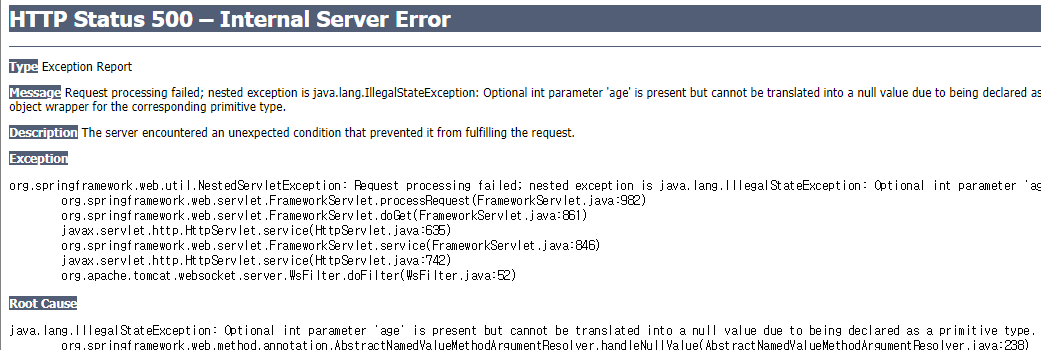 HTTP Status 500 – Internal Server Error
Type Exception Report
Message Request processing failed; nested exception is java.lang.IllegalStateException: Optional int parameter 'age' is present but cannot be translated into a null value due to being declared as
object wrapper for the corresponding primitive type.
Description The server encountered an unexpected condition that prevented it from fulfilling the request.
Exception
org.springframework.web.util.NestedServletException: Request processing failed; nested exception is java.lang.IllegalStateException: Optional int parameter 'ag
org.springframework.web.servlet.FrameworkServlet.processRequest(FrameworkServlet.java:982)
org.springframework.web.servlet.FrameworkServlet.doGet(FrameworkServlet.java:861)
javax.servlet.http.HttpServlet.service(HttpServlet.java:635)
org.springframework.web.servlet.FrameworkServlet.service(FrameworkServlet.java:846)
javax.servlet.http.HttpServlet.service(HttpServlet.java:742)
org.apache.tomcat.websocket.server.WsFilter.doFilter(WsFilter.java:52)
Root Cause
java.lang.IllegalStateException: Optional int parameter 'age' is present but cannot be translated into a null value due to being declared as a primitive type.
org.springframework.web.method.annotation.AbstractNamedValueMethodArgumentResolver.handleNullValue(AbstractNamedValueMethodArgumentResolver.java:238)